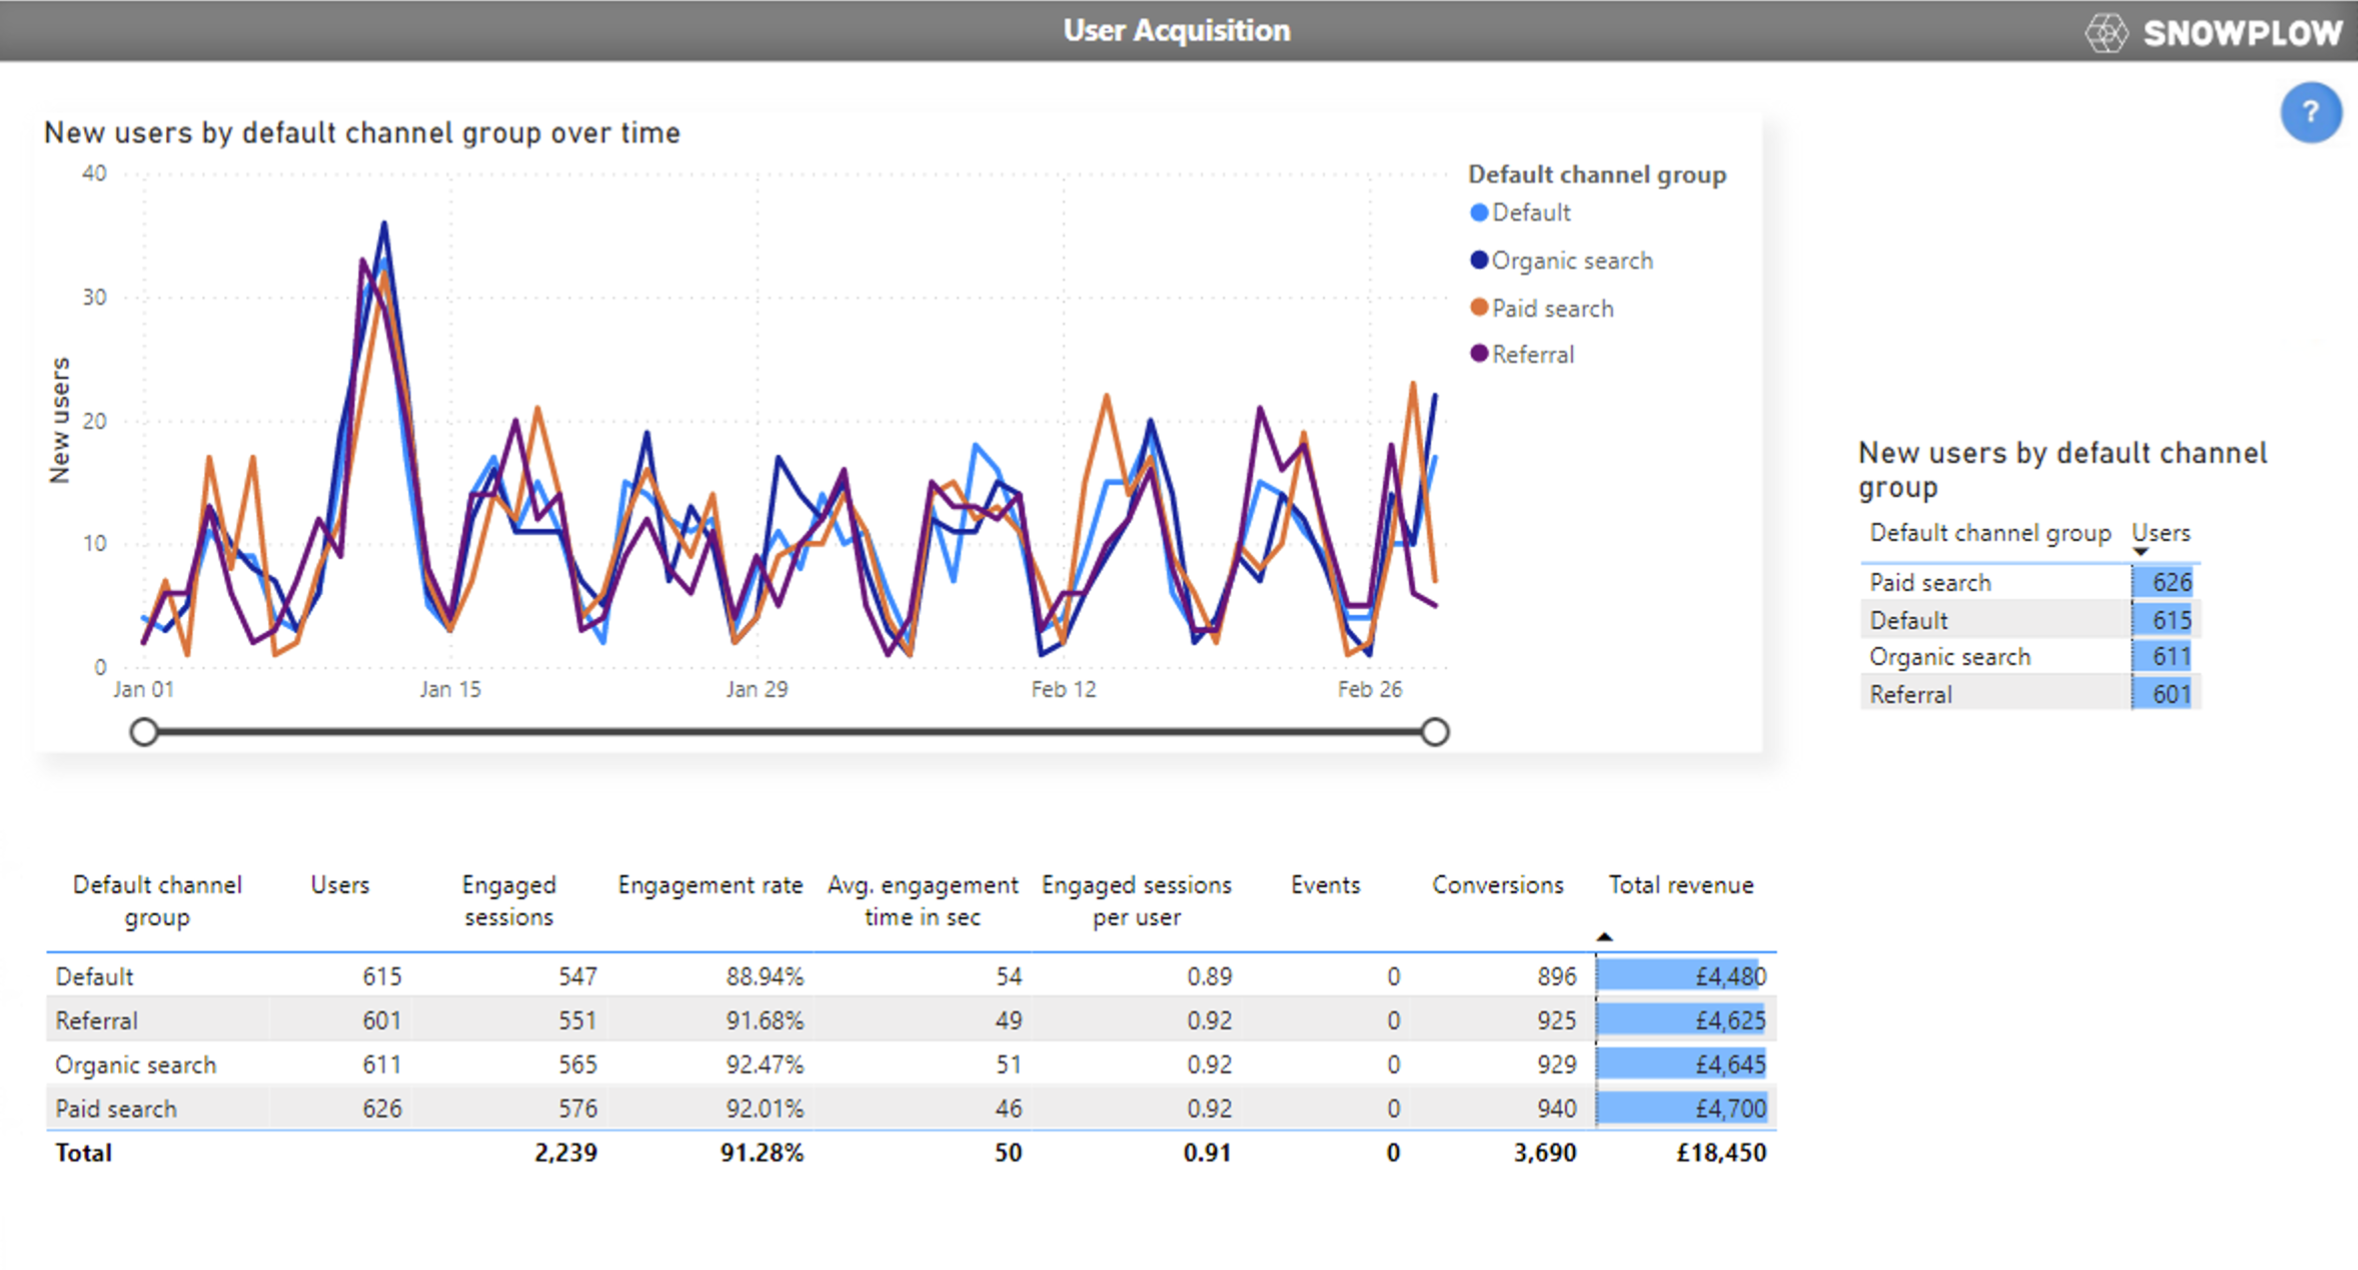 User Acquisition
SNOWPLOW
?
New users by default channel group over time
40
30
20
10
0
New users
Jan 01 Jan 15 Jan 29 Feb 12 Feb 26
Default channel group
Default
Organic search
Paid search
Referral
New users by default channel
group
Default channel group Users
Paid search 626
Default 615
Organic search 611
Referral 601
Default channel group Users Engaged sessions Engagement rate Avg. engagement time in sec Engaged sessions per user Events Conversions Total revenue
Default 615 547 88.94% 54 0.89 0 896 £4,480
Referral 601 551 91.68% 49 0.92 0 925 £4,625
Organic search 611 565 92.47% 51 0.92 0 929 £4,645
Paid search 626 576 92.01% 46 0.92 0 940 £4,700
Total 2,239 91.28% 50 0.91 0 3,690 £18,450